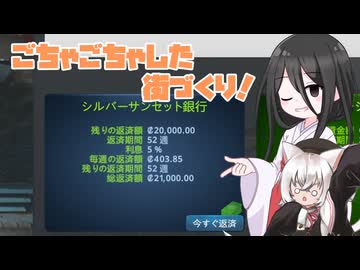 ごちゃごちゃした
街づくり!
シルバーサンセット銀行
残りの返済額 ₡20,000.00
返済期間 52 週
利息 5 %
毎週の返済額 ₡403.85
残りの返済期間 52 週
総返済額 ₡21,000.00
今すぐ返済